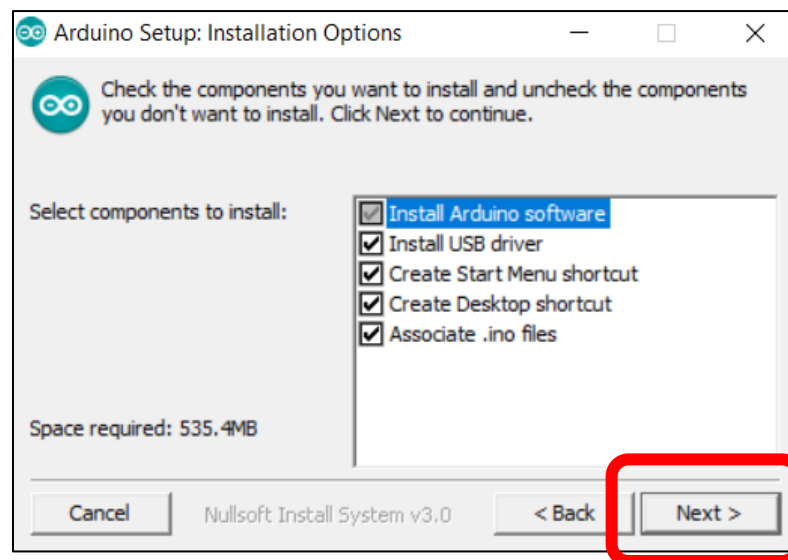 Arduino Setup: Installation Options
Check the components you want to install and uncheck the components
you don't want to install. Click Next to continue.
Select components to install:
Install Arduino software
Install USB driver
Create Start Menu shortcut
Create Desktop shortcut
Associate .ino files
Space required: 535.4MB
Cancel
Nullsoft Install System v3.0
< Back
Next >